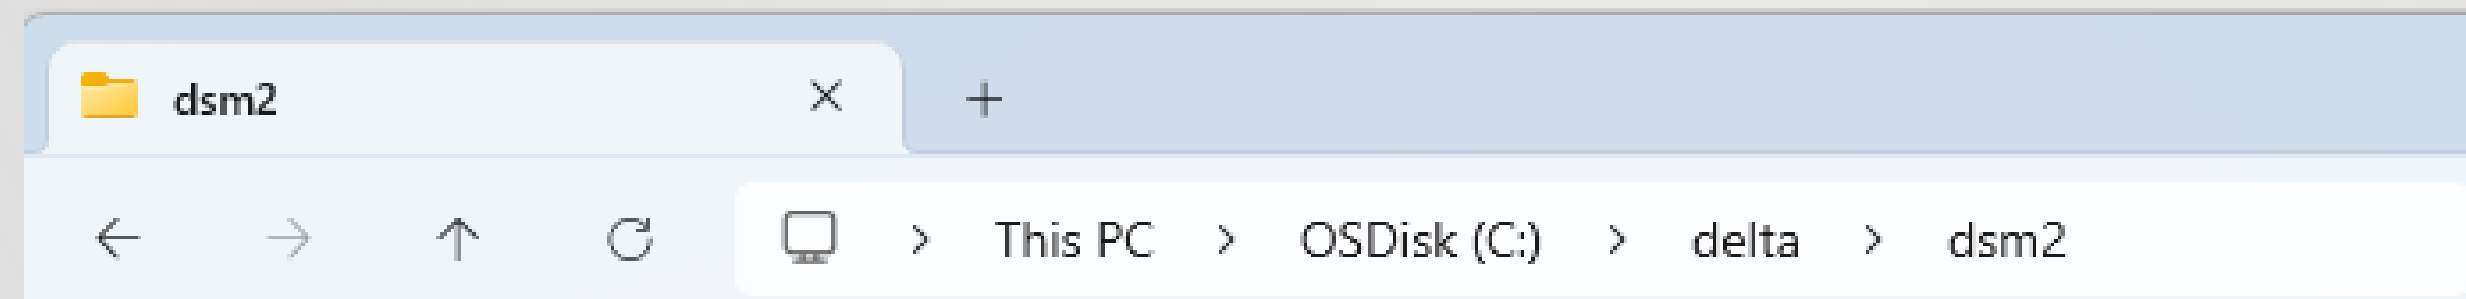 dsm2
This PC > OSDisk (C:) > delta > dsm2